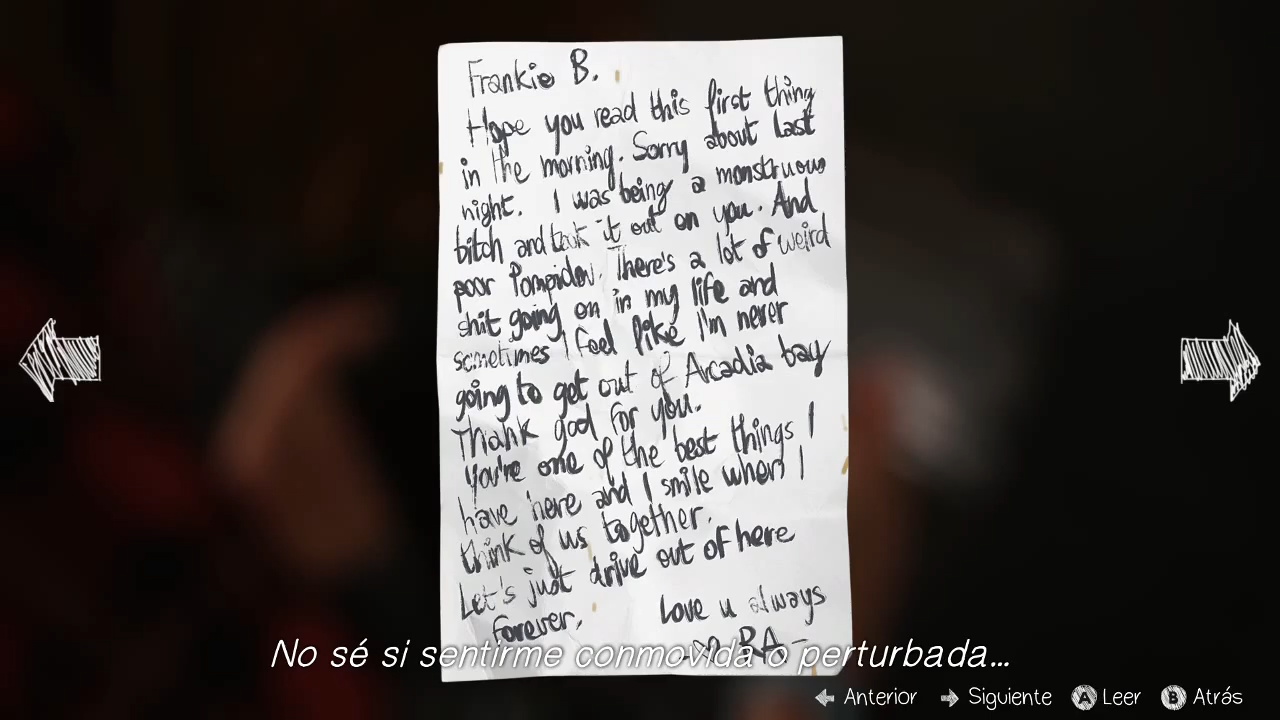 Frankie B.
Hope you read this first thing
in the morning. Sorry about last
night. I was being a monstruous
bitch and took it out on you. And
poor Pompidou. There's a lot of weird
shit going on in my life and
sometimes I feel like I'm never
going to get out of Arcadia bay
Thank god for you.
You're one of the best things I
have here and I smile when I
think of us together.
Let's just drive out of here
forever.
Love u always
RA
No sé si sentirme conmovida o perturbada...
Anterior
Siguiente
A Leer
B Atrás